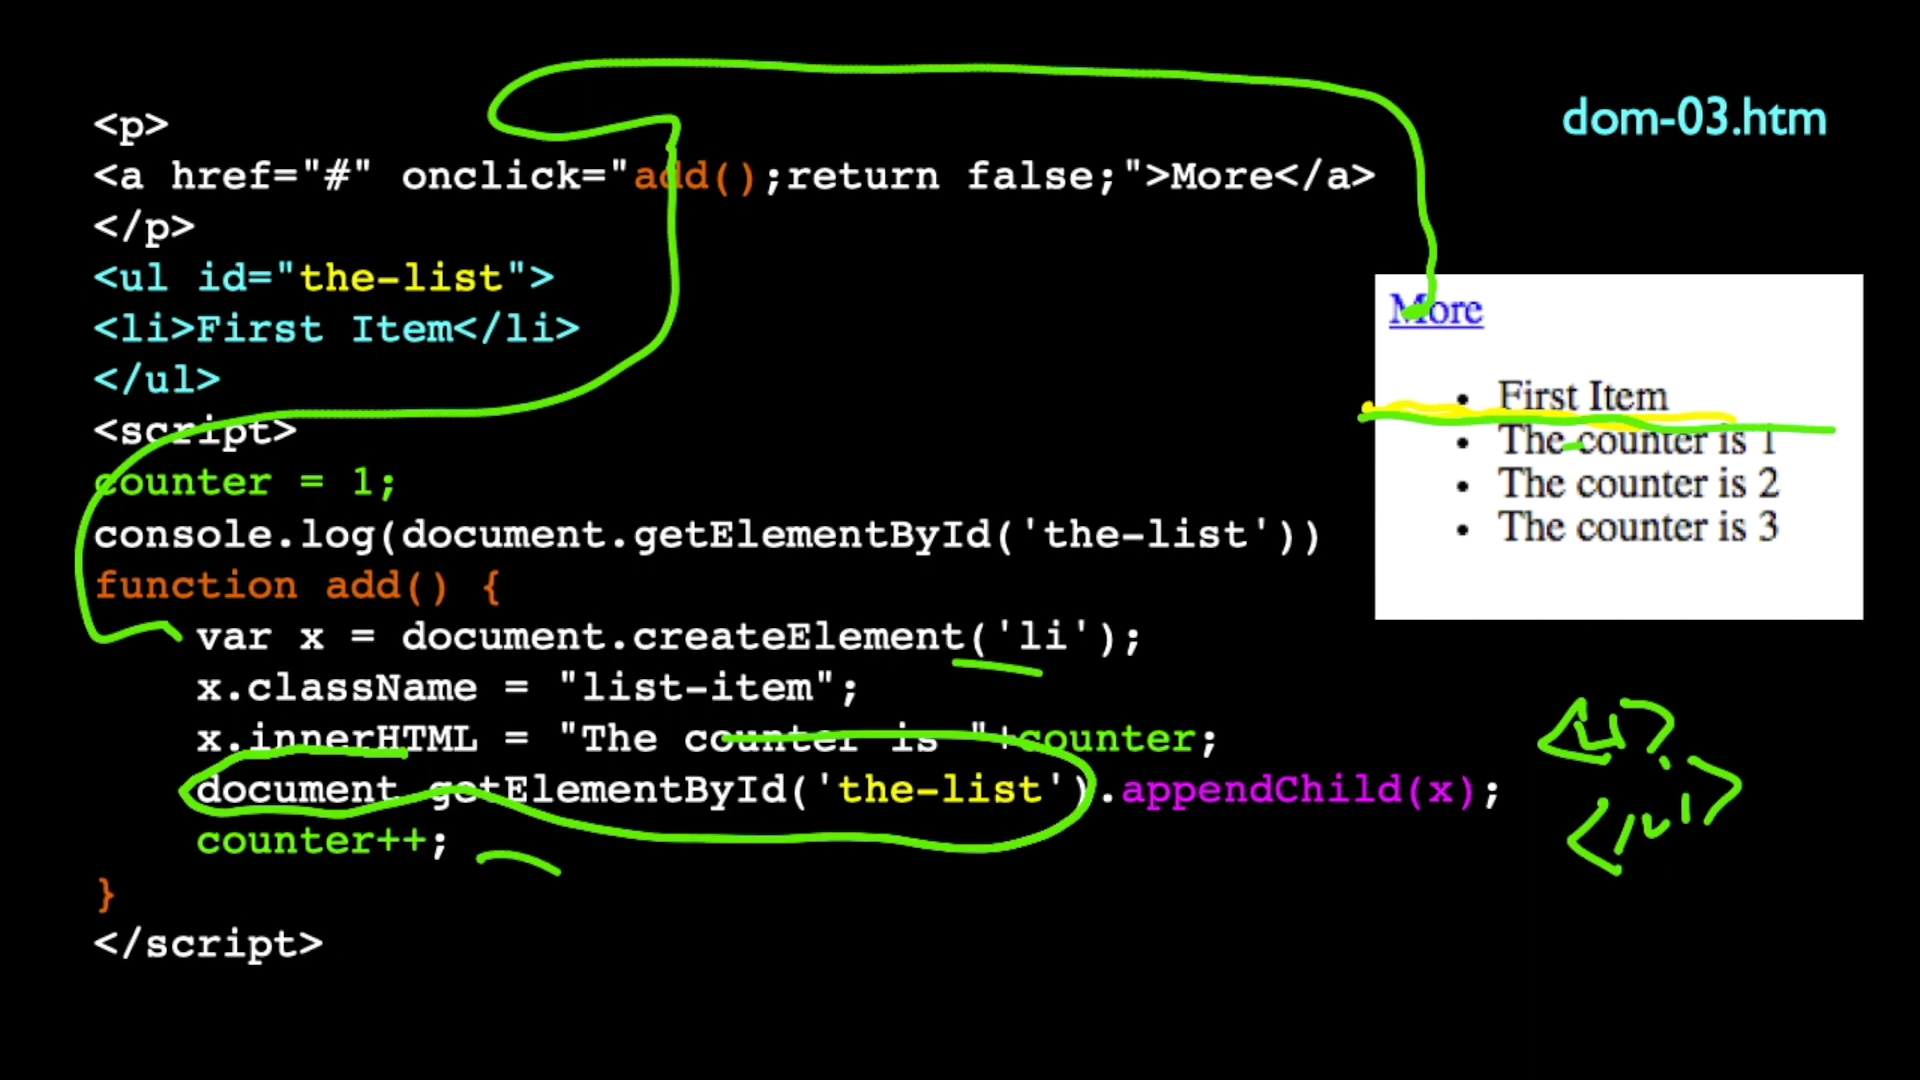 dom-03.htm
<p>
<a href="#" onclick="add();return false;">More</a>
</p>
<ul id="the-list">
<li>First Item</li>
</ul>
<script>
counter = 1;
console.log(document.getElementById('the-list'))
function add() {
    var x = document.createElement('li');
    x.className = "list-item";
    x.innerHTML = "The counter is "+counter;
    document.getElementById('the-list').appendChild(x);
    counter++;
}
</script>
More
• First Item
• The counter is 1
• The counter is 2
• The counter is 3